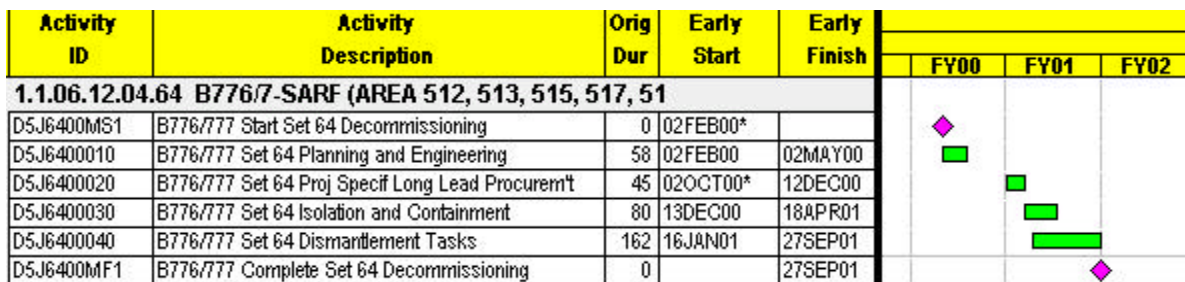 Activity ID Activity Description Orig Dur Early Start Early Finish FY00 FY01 FY02
1.1.06.12.04.64 B776/7-SARF (AREA 512, 513, 515, 517, 51
D5J6400MS1 B776/777 Start Set 64 Decommissioning 0 02FEB00*
D5J6400010 B776/777 Set 64 Planning and Engineering 58 02FEB00 02MAY00
D5J6400020 B776/777 Set 64 Proj Specif Long Lead Procurem't 45 02OCT00* 12DEC00
D5J6400030 B776/777 Set 64 Isolation and Containment 80 13DEC00 18APR01
D5J6400040 B776/777 Set 64 Dismantlement Tasks 162 16JAN01 27SEP01
D5J6400MF1 B776/777 Complete Set 64 Decommissioning 0 27SEP01